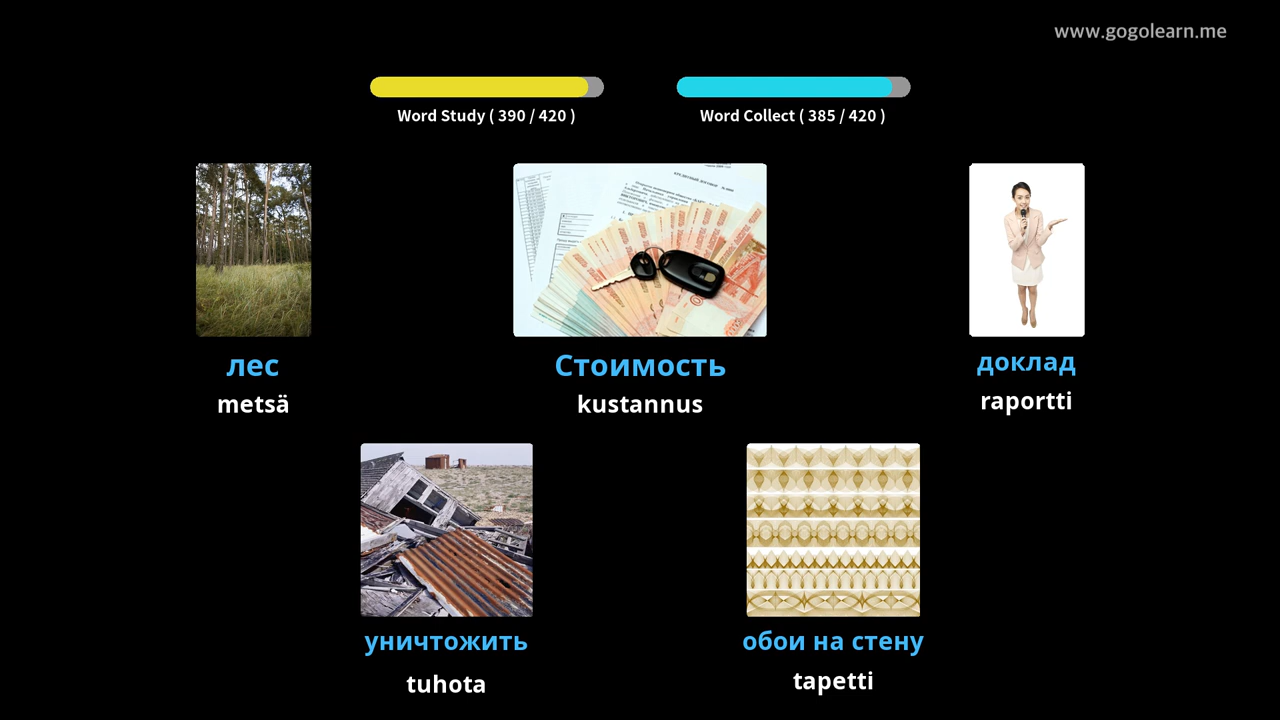 www.gogolearn.me
Word Study ( 390 / 420 )
Word Collect ( 385 / 420 )
лес
metsä
Стоимость
kustannus
доклад
raportti
уничтожить
tuhota
обои на стену
tapetti